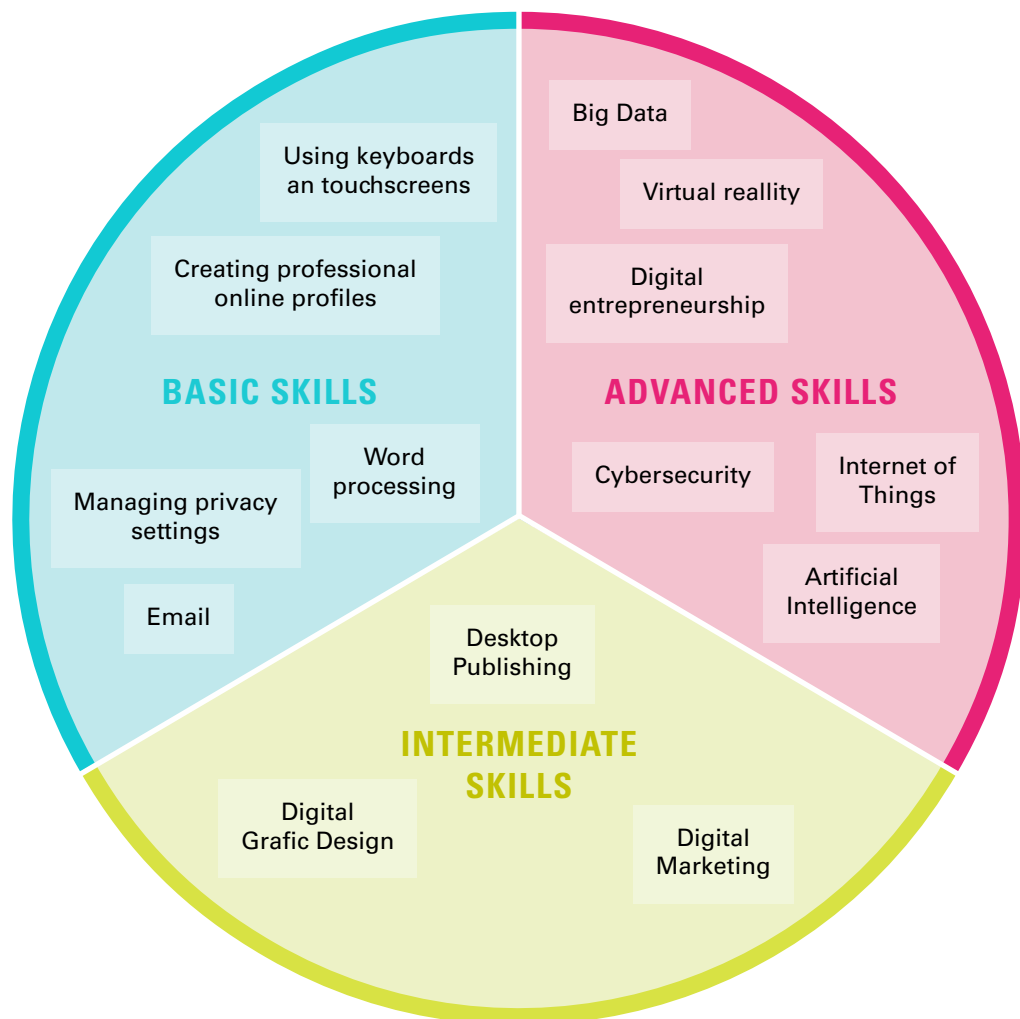 Using keyboards
an touchscreens
Creating professional
online profiles
BASIC SKILLS
Word
processing
Managing privacy
settings
Email
Big Data
Virtual reallity
Digital
entrepreneurship
ADVANCED SKILLS
Cybersecurity
Internet of
Things
Artificial
Intelligence
Desktop
Publishing
INTERMEDIATE
SKILLS
Digital
Grafic Design
Digital
Marketing